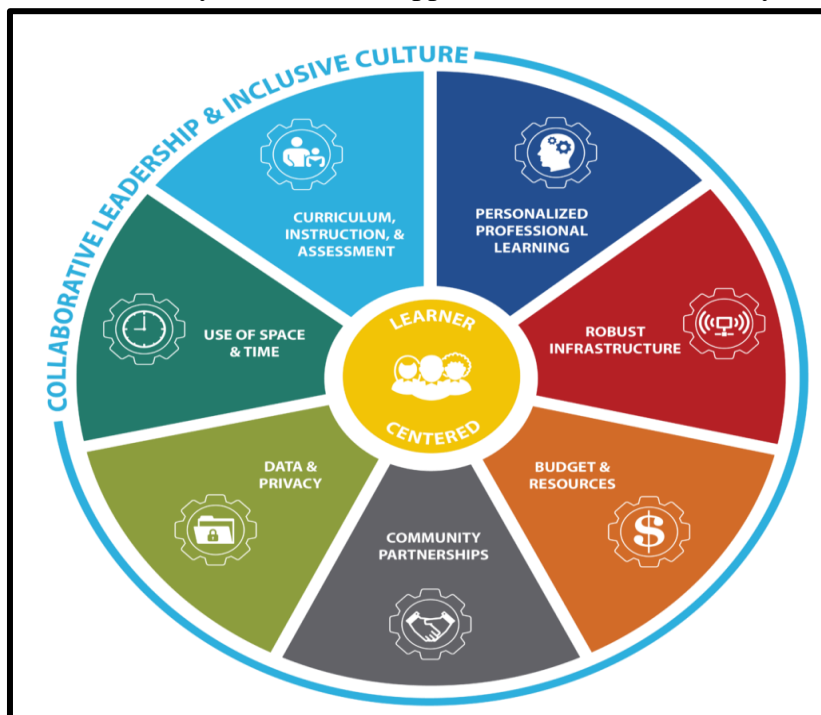 COLLABORATIVE LEADERSHIP & INCLUSIVE CULTURE
CURRICULUM,
INSTRUCTION, &
ASSESSMENT
PERSONALIZED
PROFESSIONAL
LEARNING
ROBUST
INFRASTRUCTURE
BUDGET &
RESOURCES
COMMUNITY
PARTNERSHIPS
DATA &
PRIVACY
USE OF SPACE
& TIME
LEARNER
CENTERED
$